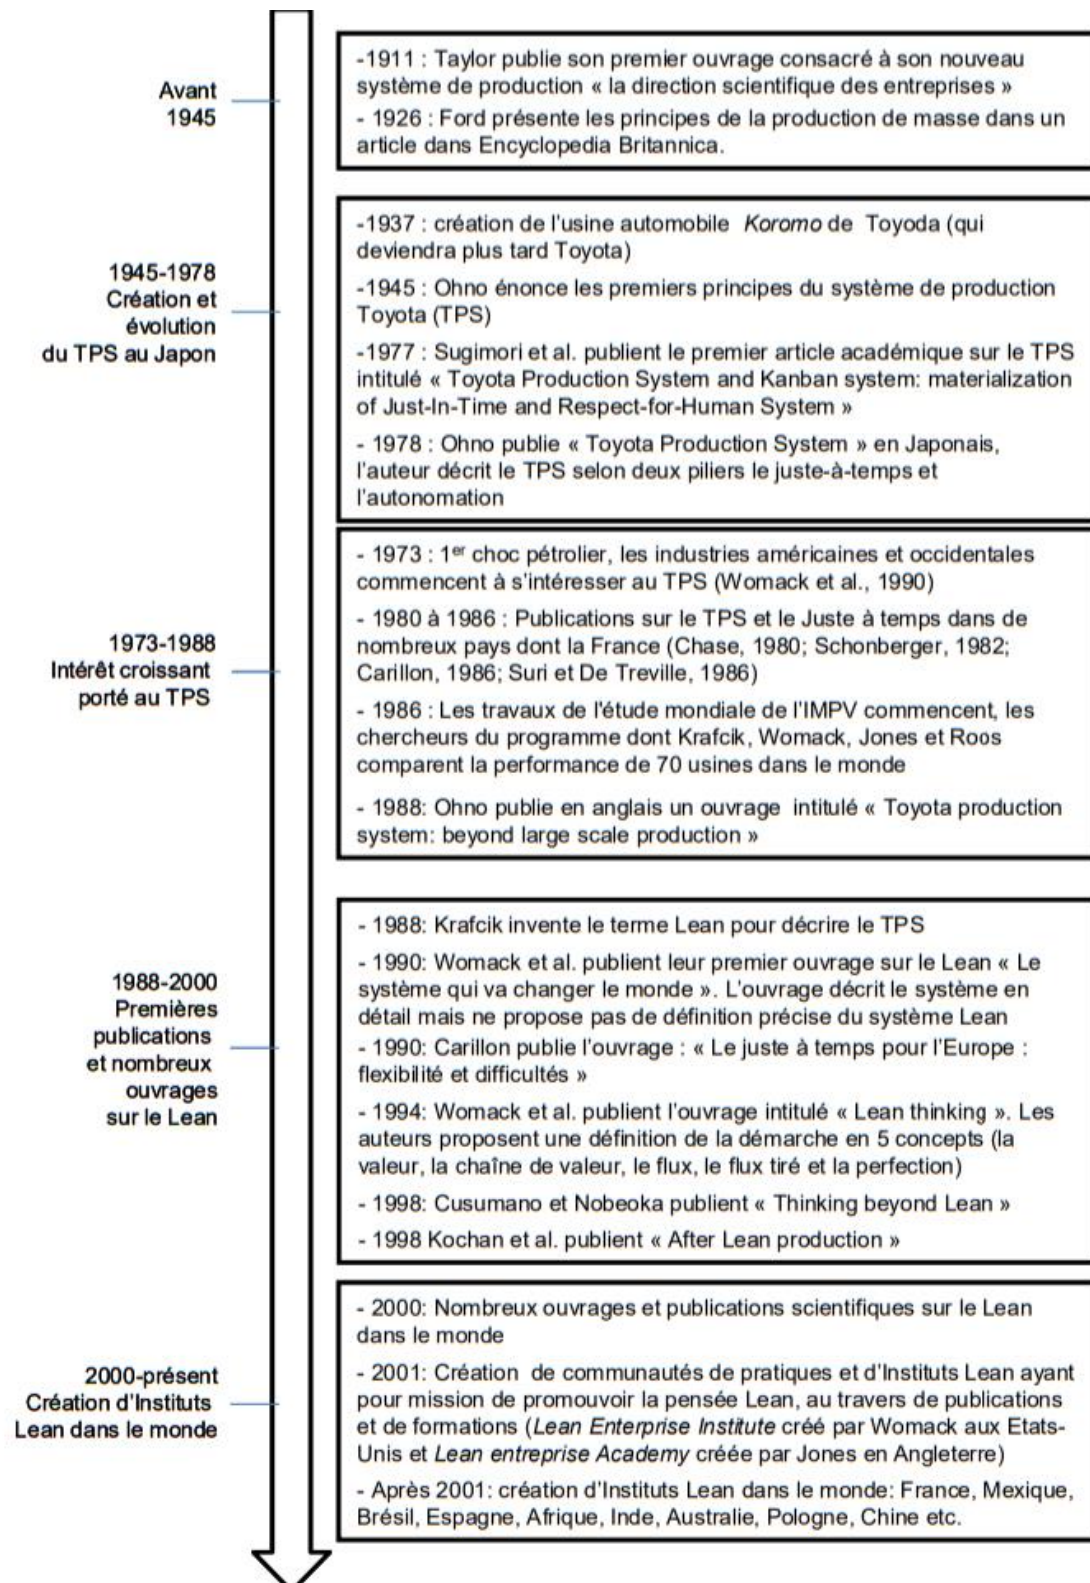 Avant
1945
-1911 : Taylor publie son premier ouvrage consacré à son nouveau
système de production « la direction scientifique des entreprises »
- 1926 : Ford présente les principes de la production de masse dans un
article dans Encyclopedia Britannica.
1945-1978
Création et
évolution
du TPS au Japon
-1937 : création de l'usine automobile Koromo de Toyoda (qui
deviendra plus tard Toyota)
-1945 : Ohno énonce les premiers principes du système de production
Toyota (TPS)
-1977 : Sugimori et al. publient le premier article académique sur le TPS
intitulé « Toyota Production System and Kanban system: materialization
of Just-In-Time and Respect-for-Human System »
- 1978 : Ohno publie « Toyota Production System » en Japonais,
l'auteur décrit le TPS selon deux piliers le juste-à-temps et
l'autonomation
1973-1988
Intérêt croissant
porté au TPS
- 1973 : 1er choc pétrolier, les industries américaines et occidentales
commencent à s'intéresser au TPS (Womack et al., 1990)
- 1980 à 1986 : Publications sur le TPS et le Juste à temps dans de
nombreux pays dont la France (Chase, 1980; Schonberger, 1982;
Carillon, 1986; Suri et De Treville, 1986)
- 1986 : Les travaux de l'étude mondiale de l'IMPV commencent, les
chercheurs du programme dont Krafcik, Womack, Jones et Roos
comparent la performance de 70 usines dans le monde
- 1988: Ohno publie en anglais un ouvrage intitulé « Toyota production
system: beyond large scale production »
1988-2000
Premières
publications
et nombreux
ouvrages
sur le Lean
- 1988: Krafcik invente le terme Lean pour décrire le TPS
- 1990: Womack et al. publient leur premier ouvrage sur le Lean « Le
système qui va changer le monde ». L'ouvrage décrit le système en
détail mais ne propose pas de définition précise du système Lean
- 1990: Carillon publie l'ouvrage : « Le juste à temps pour l'Europe :
flexibilité et difficultés »
- 1994: Womack et al. publient l'ouvrage intitulé « Lean thinking ». Les
auteurs proposent une définition de la démarche en 5 concepts (la
valeur, la chaîne de valeur, le flux, le flux tiré et la perfection)
- 1998: Cusumano et Nobeoka publient « Thinking beyond Lean »
- 1998 Kochan et al. publient « After Lean production »
2000-présent
Création d'Instituts
Lean dans le monde
- 2000: Nombreux ouvrages et publications scientifiques sur le Lean
dans le monde
- 2001: Création de communautés de pratiques et d'Instituts Lean ayant
pour mission de promouvoir la pensée Lean, au travers de publications
et de formations (Lean Enterprise Institute créé par Womack aux Etats-
Unis et Lean entreprise Academy créée par Jones en Angleterre)
- Après 2001: création d'Instituts Lean dans le monde: France, Mexique,
Brésil, Espagne, Afrique, Inde, Australie, Pologne, Chine etc.